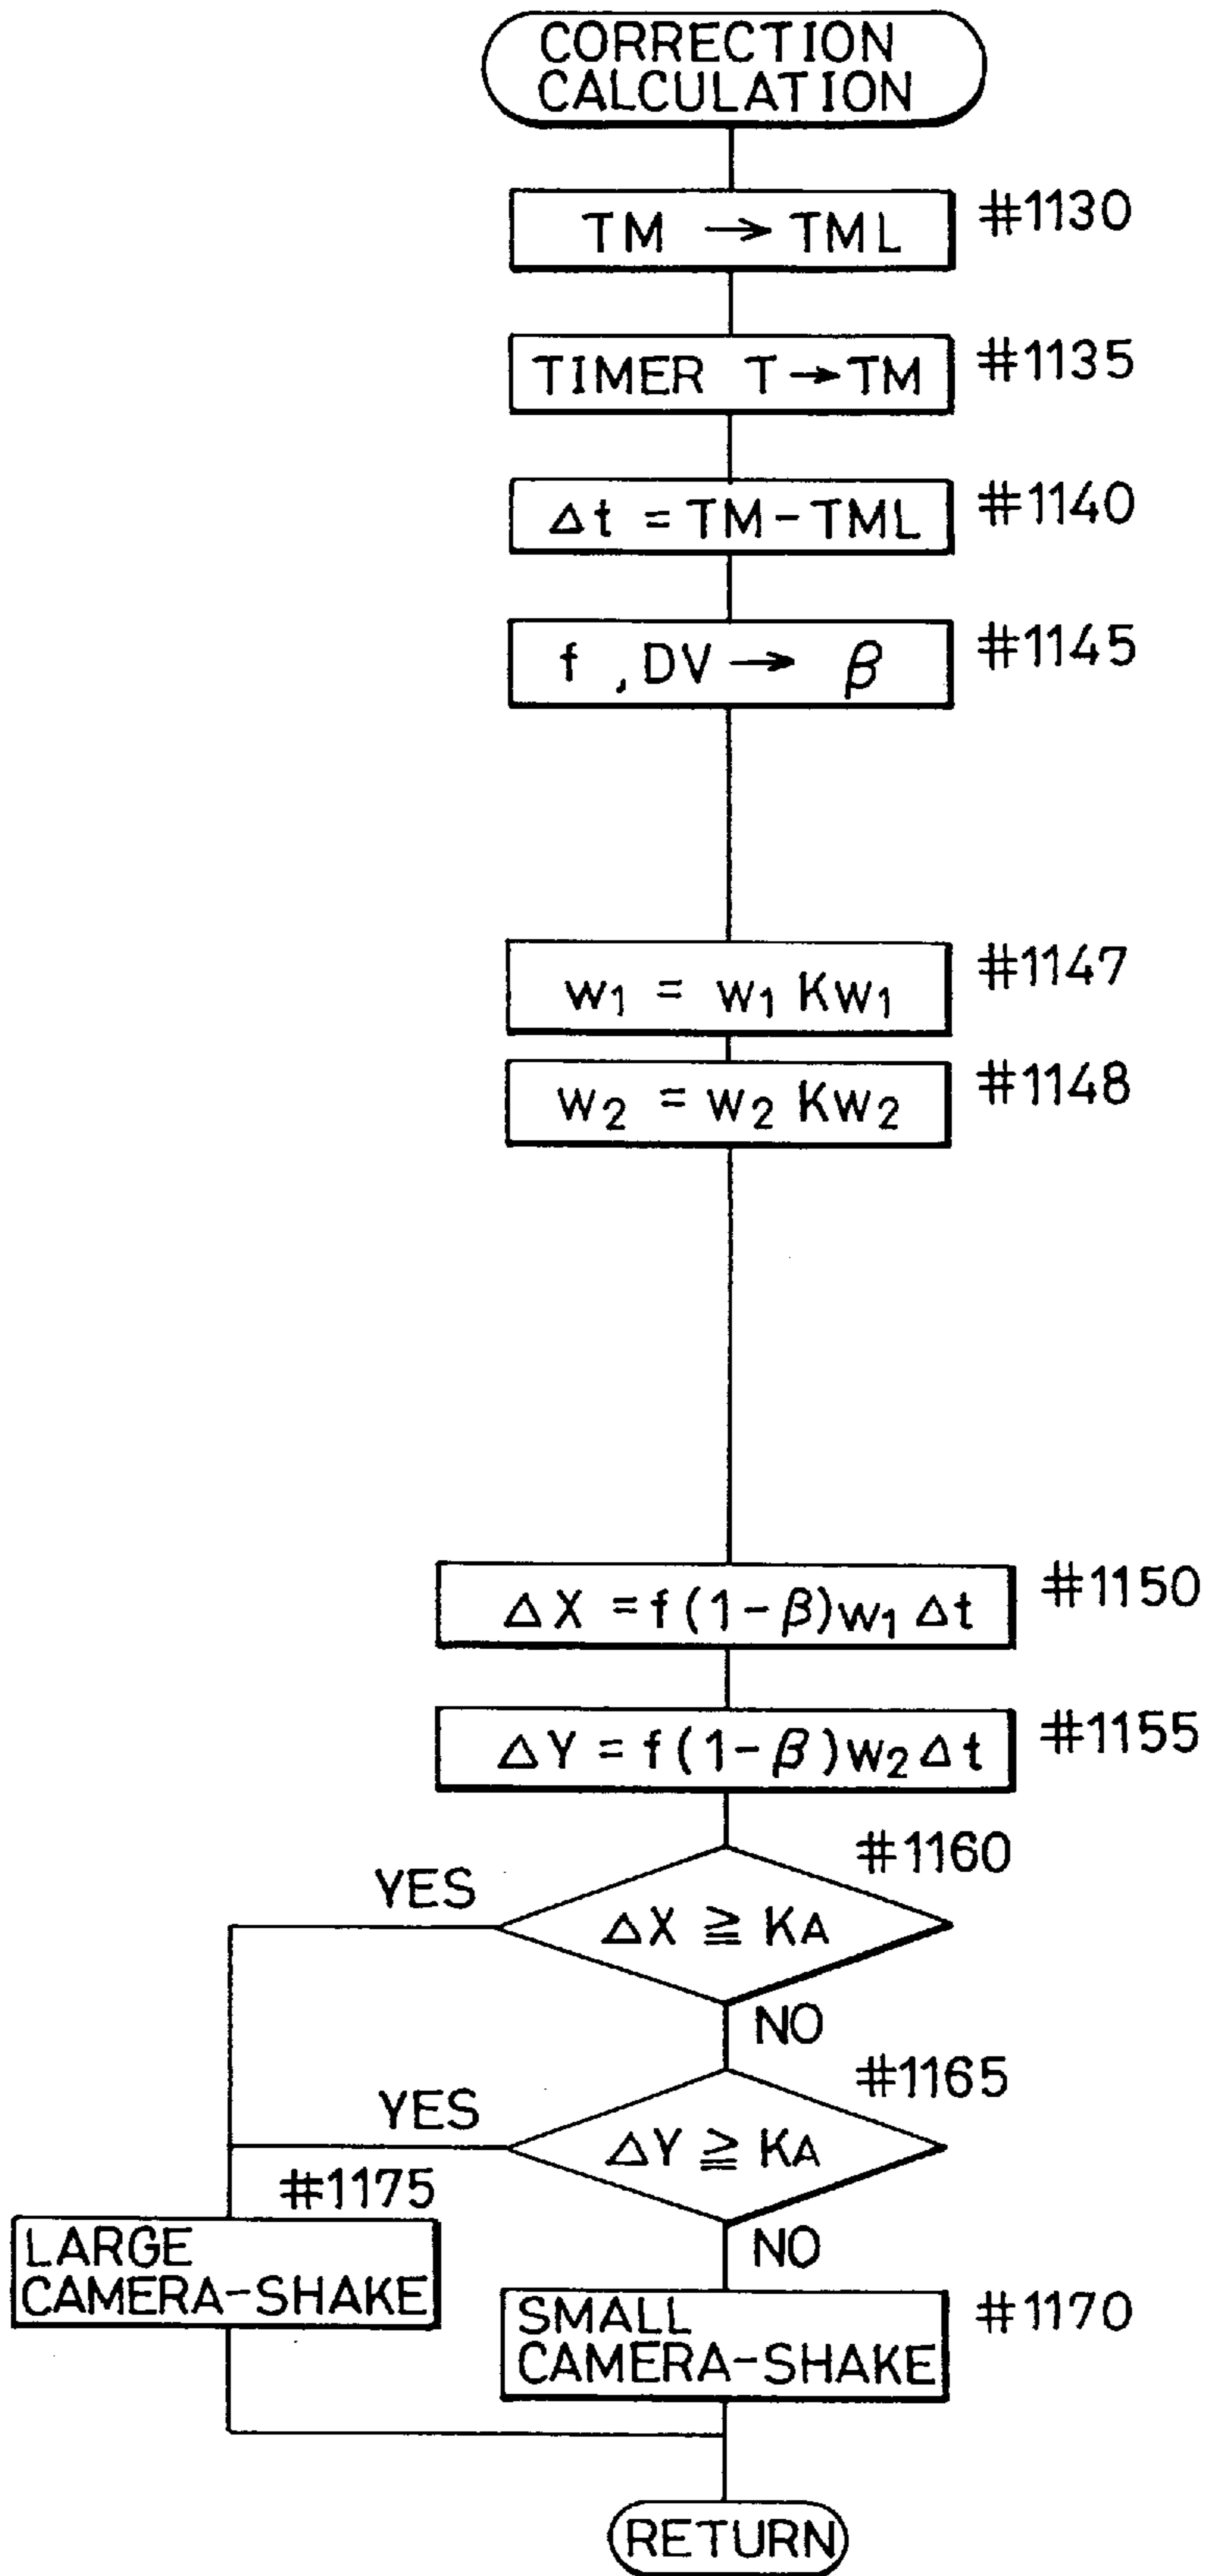 CORRECTION
CALCULATION
TM → TML #1130
TIMER T → TM #1135
Δt = TM - TML #1140
f , DV → β #1145
w₁ = w₁ Kw₁ #1147
w₂ = w₂ Kw₂ #1148
ΔX = f(1-β)w₁ Δt #1150
ΔY = f(1-β)w₂ Δt #1155
#1160
YES
ΔX ≧ KA
NO
#1165
YES
ΔY ≧ KA
NO
#1175
LARGE
CAMERA-SHAKE
SMALL
CAMERA-SHAKE
#1170
RETURN